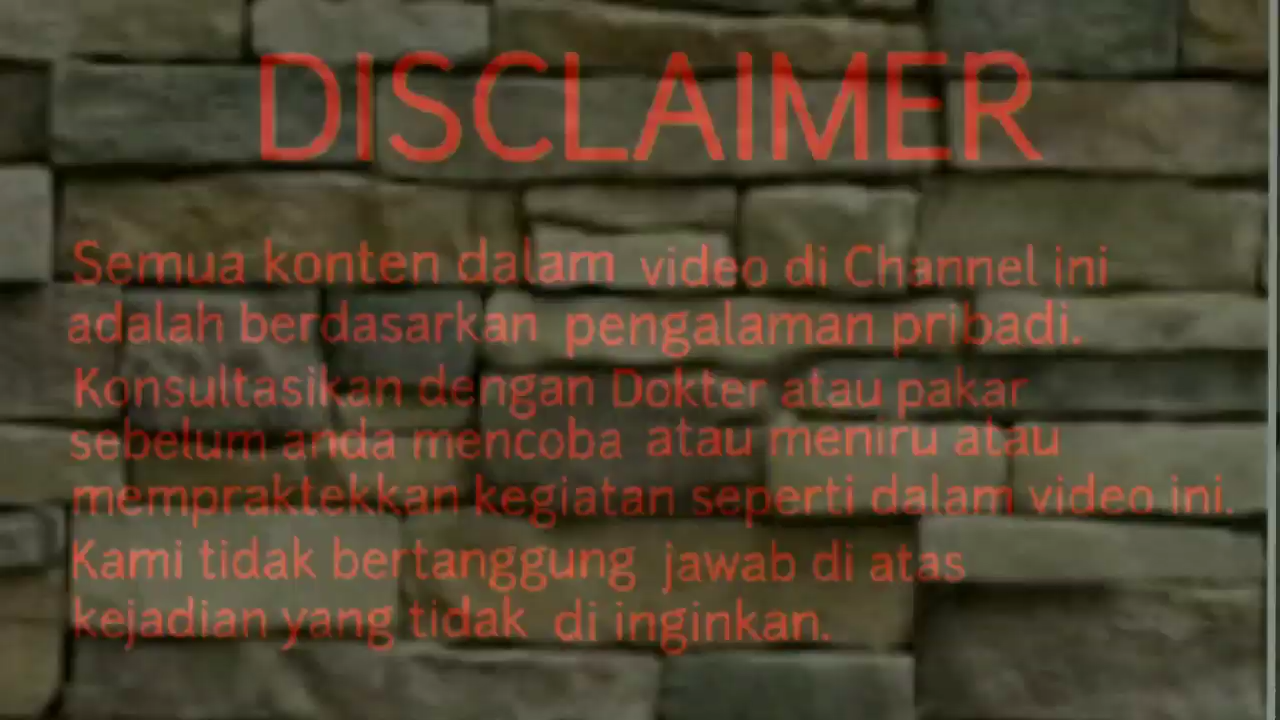 DISCLAIMER
Semua konten dalam video di Channel ini
adalah berdasarkan pengalaman pribadi.
Konsultasikan dengan Dokter atau pakar
sebelum anda mencoba atau meniru atau
mempraktekkan kegiatan seperti dalam video ini.
Kami tidak bertanggung jawab di atas
kejadian yang tidak di inginkan.